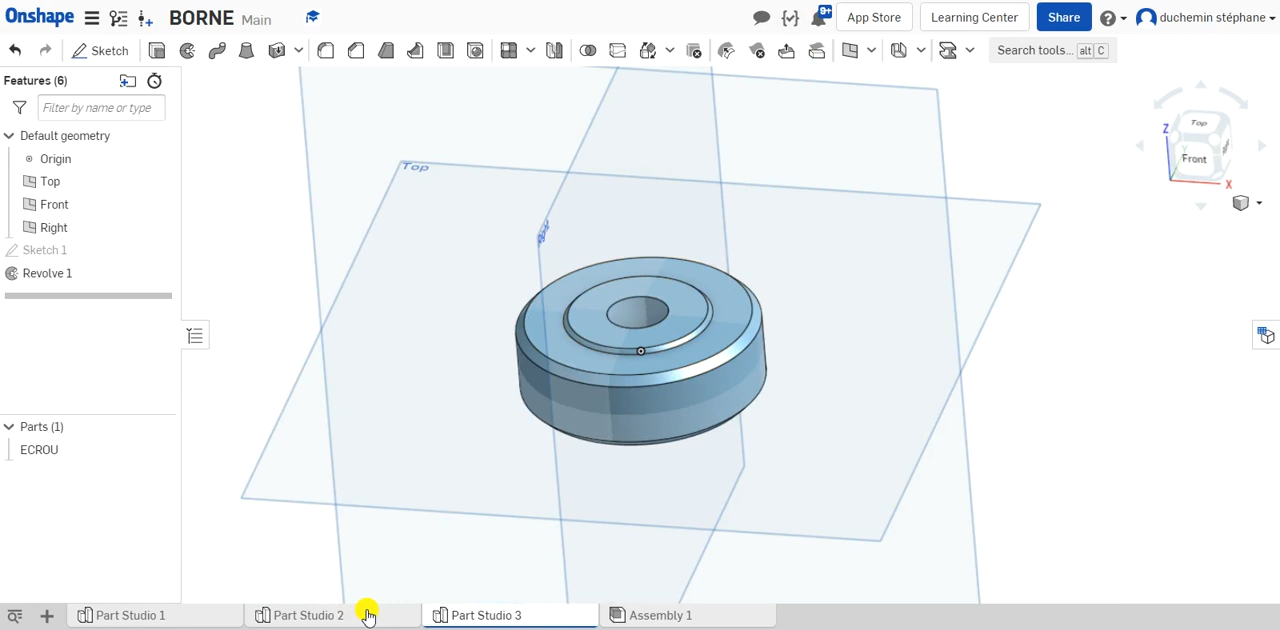 Onshape BORNE Main 9+ App Store Learning Center Share duchemin stéphane
Sketch Search tools... alt C
Features (6)
Filter by name or type
Default geometry
Origin
Top
Front
Right
Sketch 1
Revolve 1
Parts (1)
ECROU
Top
Top
Front
Z
X
Part Studio 1 Part Studio 2 Part Studio 3 Assembly 1